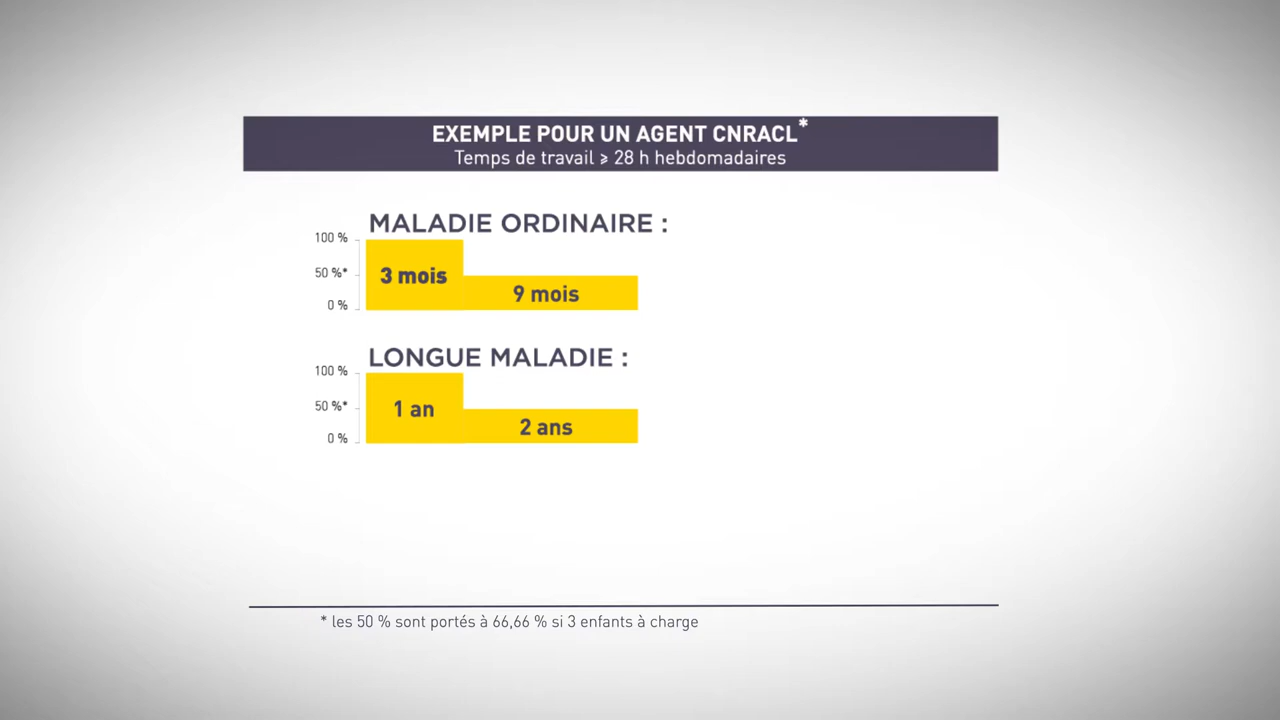 EXEMPLE POUR UN AGENT CNRACL*
Temps de travail ⩾ 28 h hebdomadaires
MALADIE ORDINAIRE :
100 %
50 %*
0 %
3 mois
9 mois
LONGUE MALADIE :
100 %
50 %*
0 %
1 an
2 ans
* les 50 % sont portés à 66,66 % si 3 enfants à charge